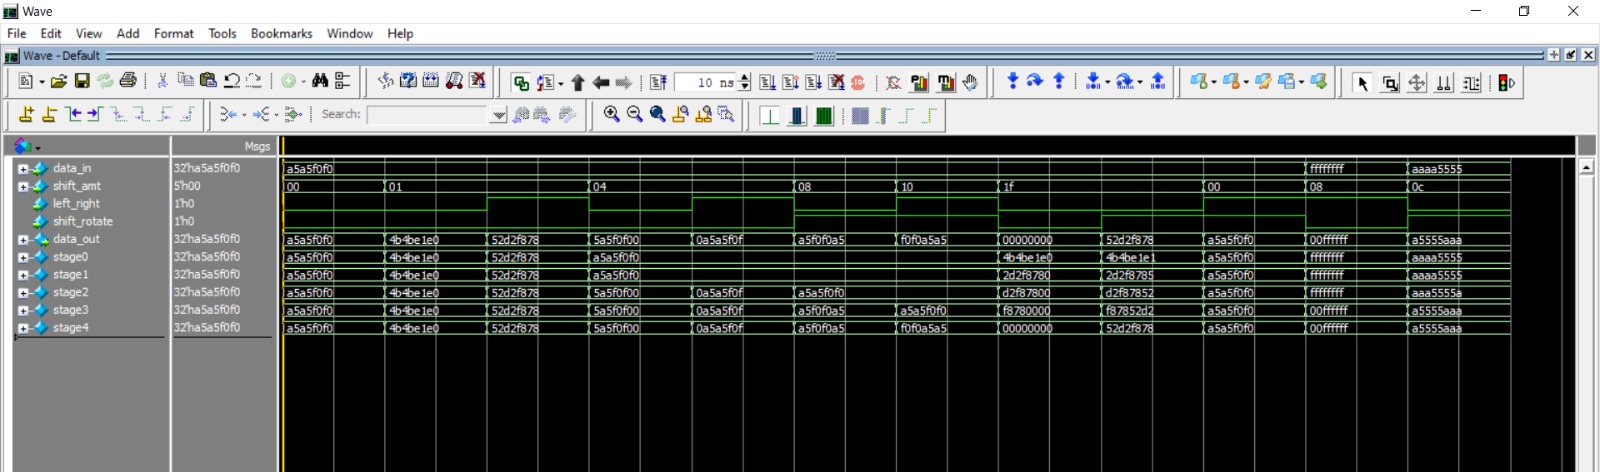 Wave
File Edit View Add Format Tools Bookmarks Window Help
Wave - Default
10 ns
Search:
Msgs
data_in 32'ha5a5f0f0 a5a5f0f0 ffffffff aaaa5555
shift_amt 5'h00 00 01 04 08 10 1f 00 08 0c
left_right 1'h0
shift_rotate 1'h0
data_out 32'ha5a5f0f0 a5a5f0f0 4b4be1e0 52d2f878 5a5f0f00 0a5a5f0f a5f0f0a5 f0f0a5a5 00000000 52d2f878 a5a5f0f0 00ffffff a5555aaa
stage0 32'ha5a5f0f0 a5a5f0f0 4b4be1e0 52d2f878 a5a5f0f0 4b4be1e0 4b4be1e1 a5a5f0f0 ffffffff aaaa5555
stage1 32'ha5a5f0f0 a5a5f0f0 4b4be1e0 52d2f878 a5a5f0f0 2d2f8780 2d2f8785 a5a5f0f0 ffffffff aaaa5555
stage2 32'ha5a5f0f0 a5a5f0f0 4b4be1e0 52d2f878 5a5f0f00 0a5a5f0f a5a5f0f0 d2f87800 d2f87852 a5a5f0f0 ffffffff aaa5555a
stage3 32'ha5a5f0f0 a5a5f0f0 4b4be1e0 52d2f878 5a5f0f00 0a5a5f0f a5f0f0a5 a5a5f0f0 f8780000 f87852d2 a5a5f0f0 00ffffff a5555aaa
stage4 32'ha5a5f0f0 a5a5f0f0 4b4be1e0 52d2f878 5a5f0f00 0a5a5f0f a5f0f0a5 f0f0a5a5 00000000 52d2f878 a5a5f0f0 00ffffff a5555aaa